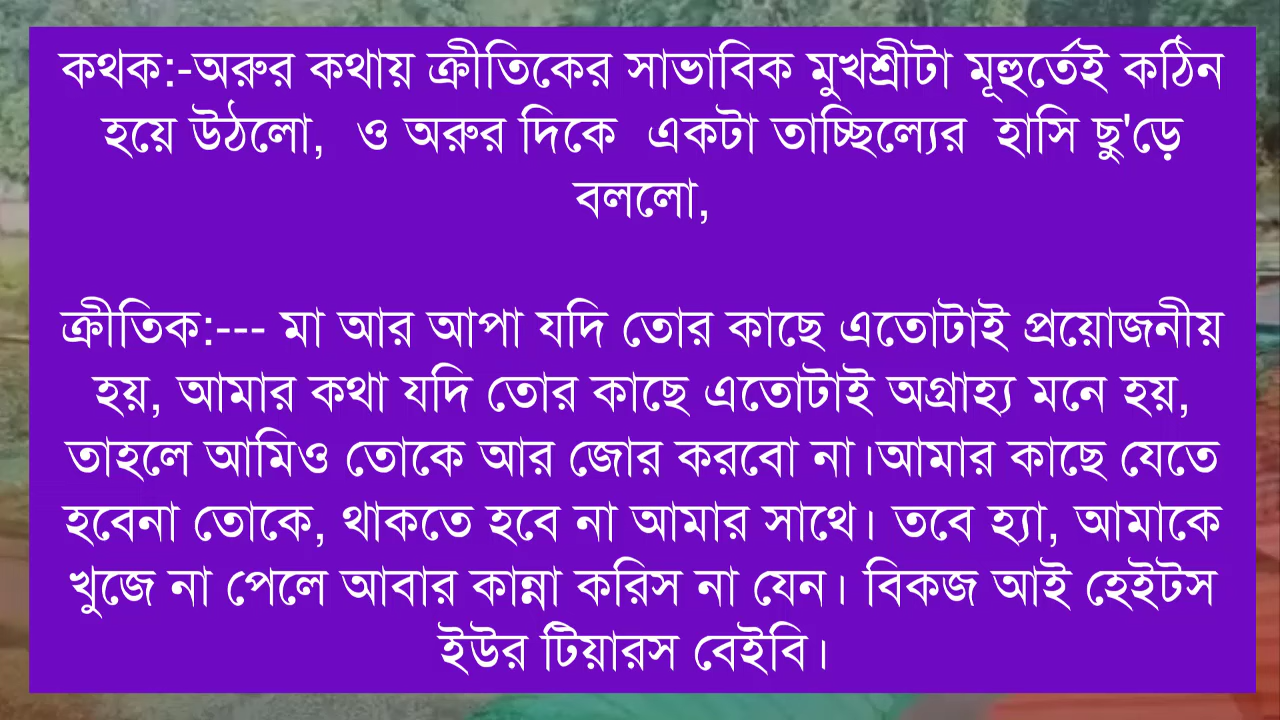 কথক:-অরুর কথায় ক্রীতিকের সাভাবিক মুখশ্রীটা মূহুর্তেই কঠিন
হয়ে উঠলো, ও অরুর দিকে একটা তাচ্ছিল্যের হাসি ছু'ড়ে
বললো,
ক্রীতিক:--- মা আর আপা যদি তোর কাছে এতোটাই প্রয়োজনীয়
হয়, আমার কথা যদি তোর কাছে এতোটাই অগ্রাহ্য মনে হয়,
তাহলে আমিও তোকে আর জোর করবো না।আমার কাছে যেতে
হবেনা তোকে, থাকতে হবে না আমার সাথে। তবে হ্যা, আমাকে
খুজে না পেলে আবার কান্না করিস না যেন। বিকজ আই হেইটস
ইউর টিয়ারস বেইবি।